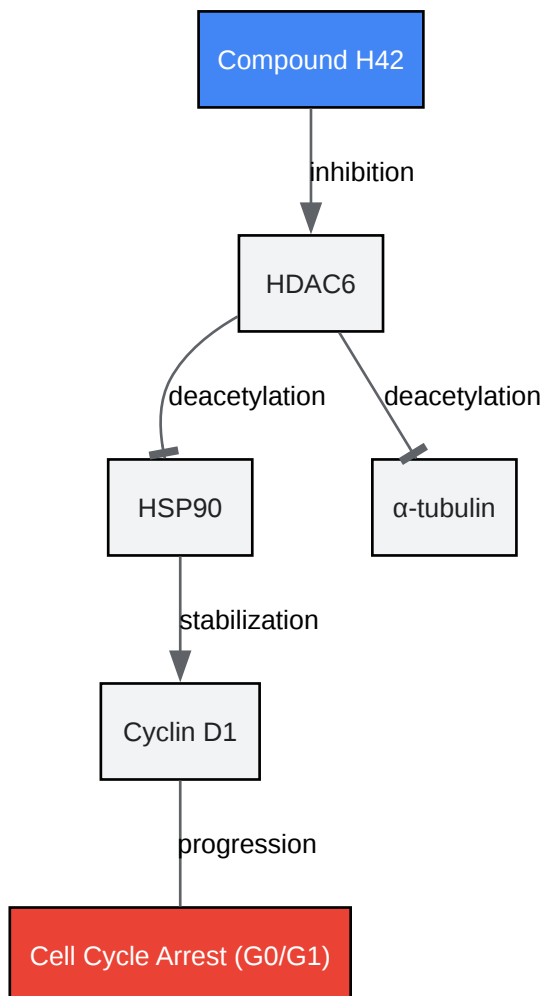 Compound H42
inhibition
HDAC6
deacetylation
deacetylation
HSP90
α-tubulin
stabilization
Cyclin D1
progression
Cell Cycle Arrest (G0/G1)